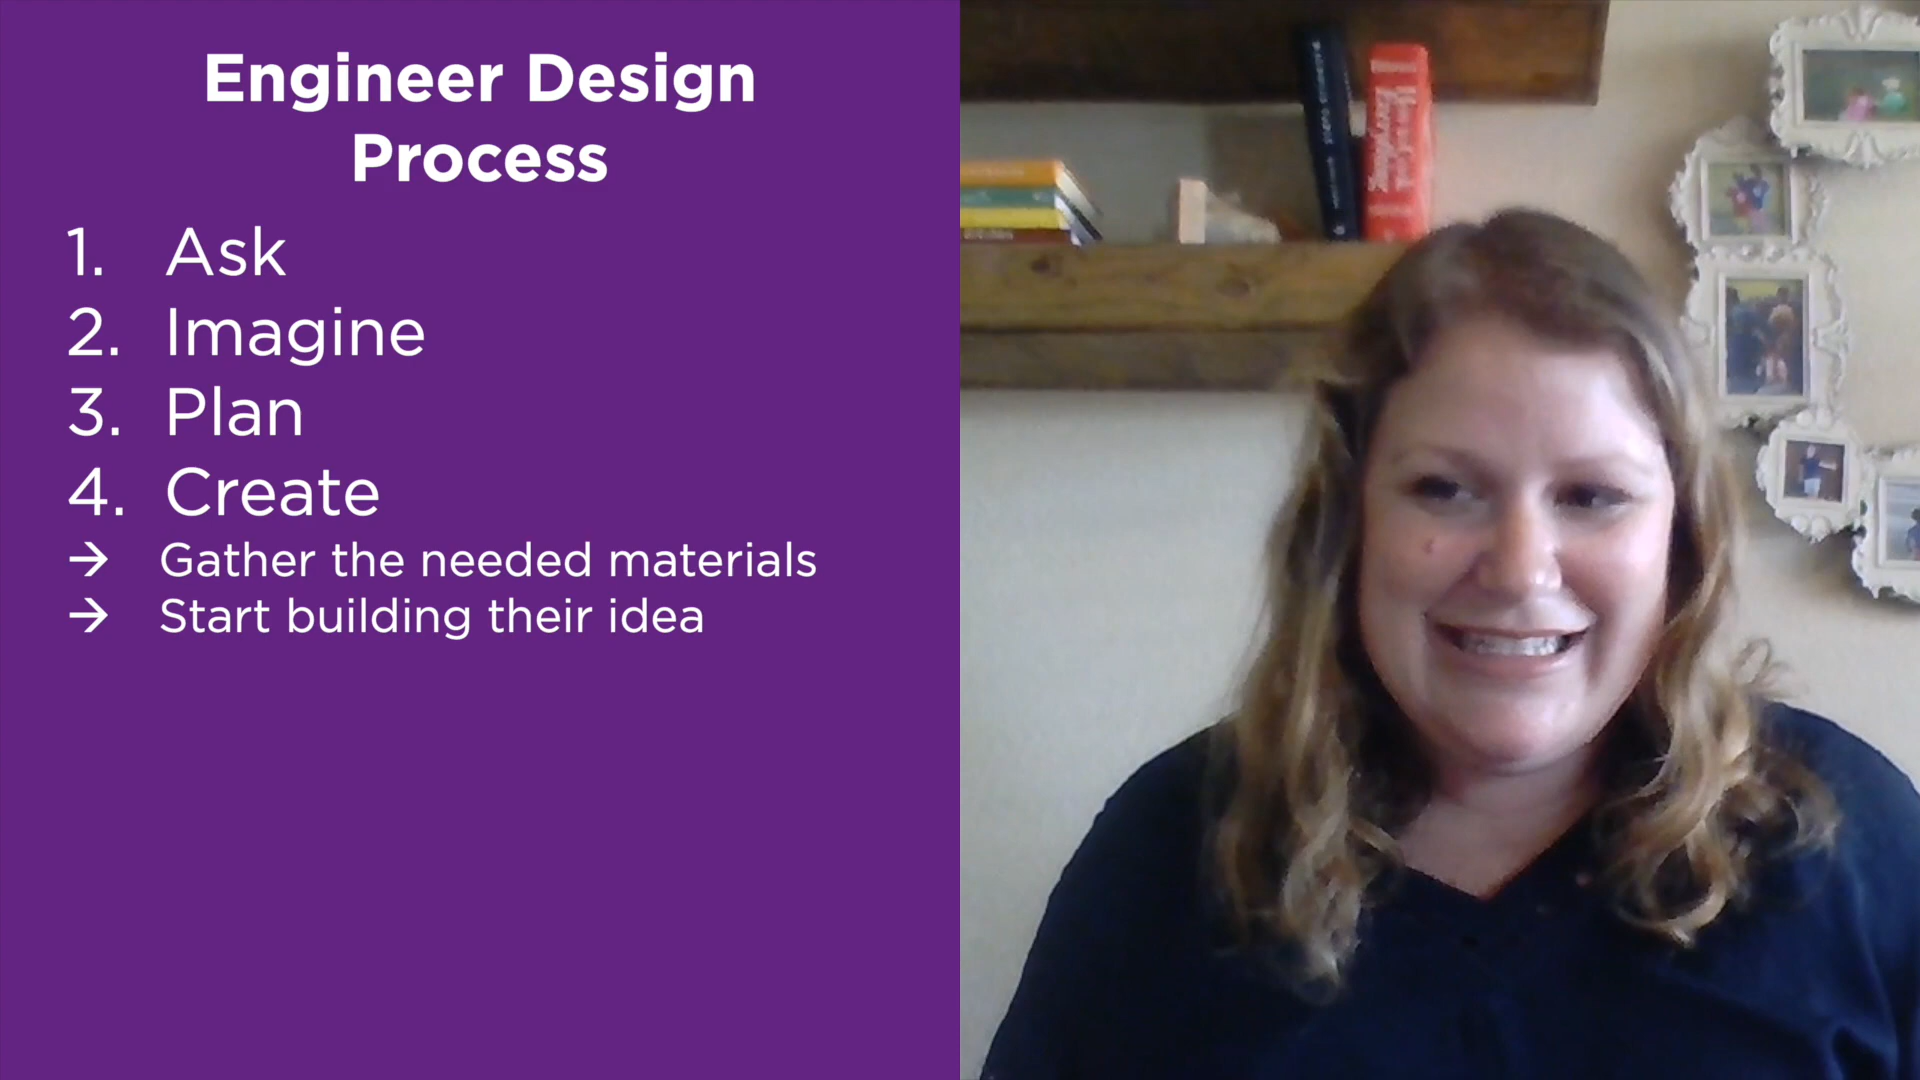 Engineer Design
Process
1. Ask
2. Imagine
3. Plan
4. Create
→ Gather the needed materials
→ Start building their idea